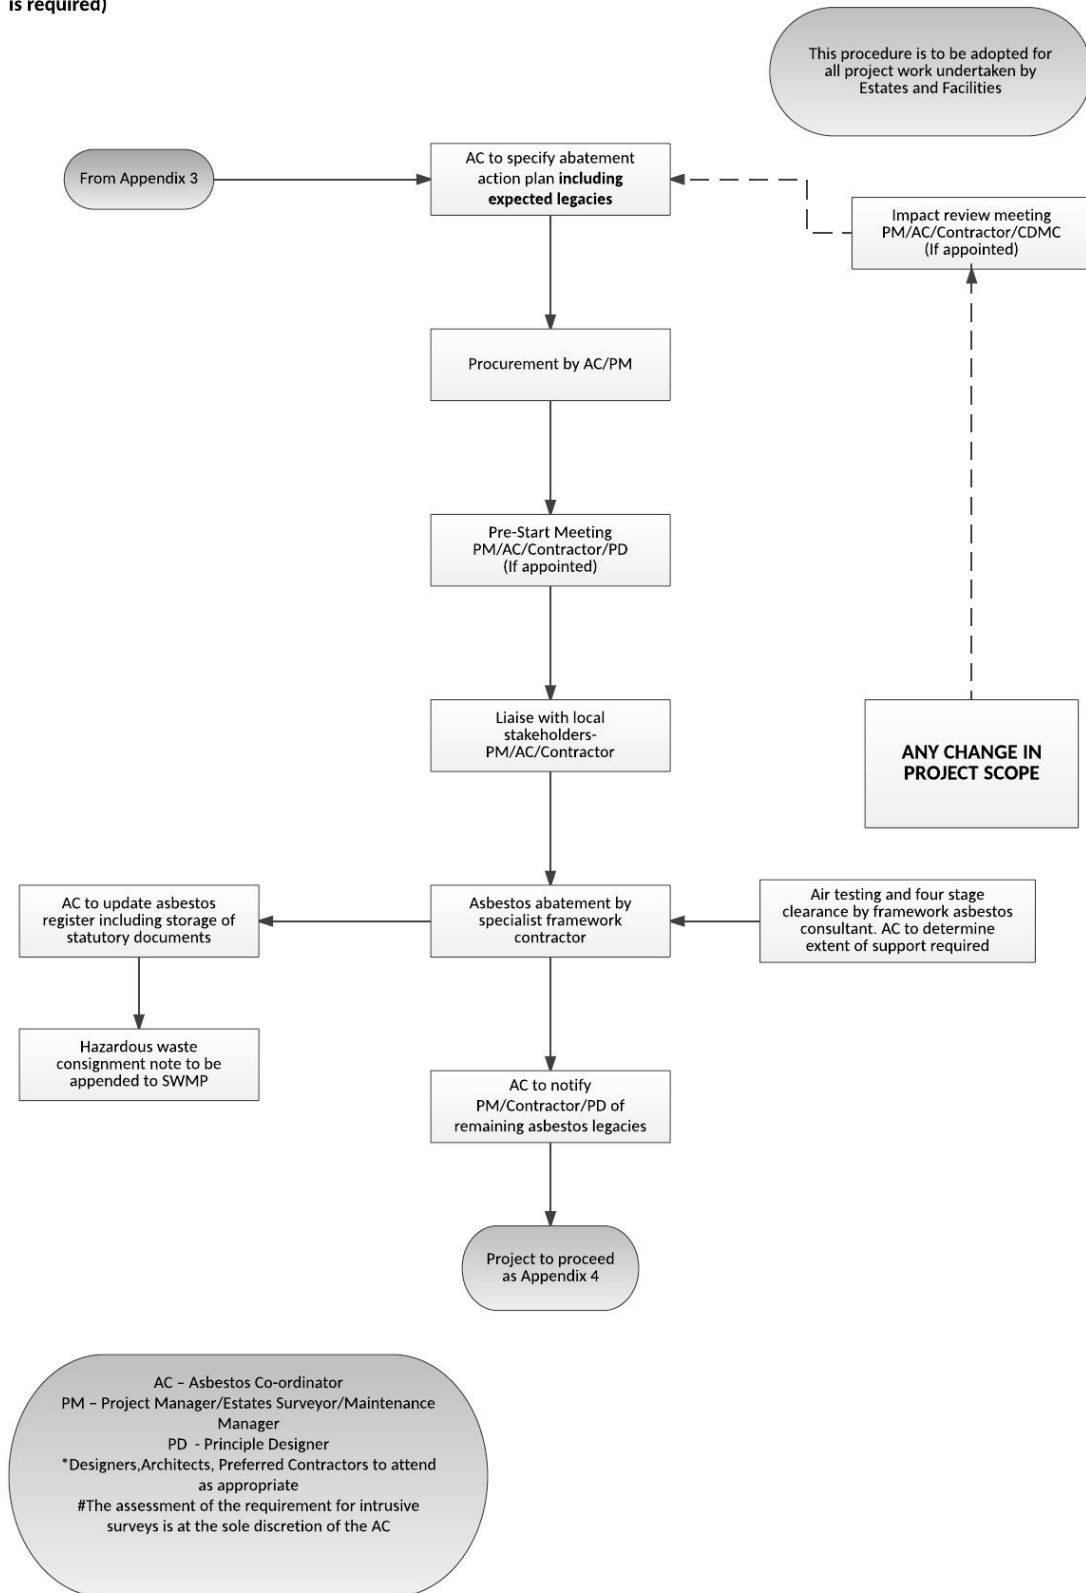 is required)
This procedure is to be adopted for
all project work undertaken by
Estates and Facilities
From Appendix 3
AC to specify abatement
action plan including
expected legacies
Impact review meeting
PM/AC/Contractor/CDMC
(If appointed)
Procurement by AC/PM
Pre-Start Meeting
PM/AC/Contractor/PD
(If appointed)
Liaise with local
stakeholders-
PM/AC/Contractor
ANY CHANGE IN
PROJECT SCOPE
AC to update asbestos
register including storage of
statutory documents
Asbestos abatement by
specialist framework
contractor
Air testing and four stage
clearance by framework asbestos
consultant. AC to determine
extent of support required
Hazardous waste
consignment note to be
appended to SWMP
AC to notify
PM/Contractor/PD of
remaining asbestos legacies
Project to proceed
as Appendix 4
AC – Asbestos Co-ordinator
PM – Project Manager/Estates Surveyor/Maintenance
Manager
PD  - Principle Designer
*Designers,Architects, Preferred Contractors to attend
as appropriate
#The assessment of the requirement for intrusive
surveys is at the sole discretion of the AC